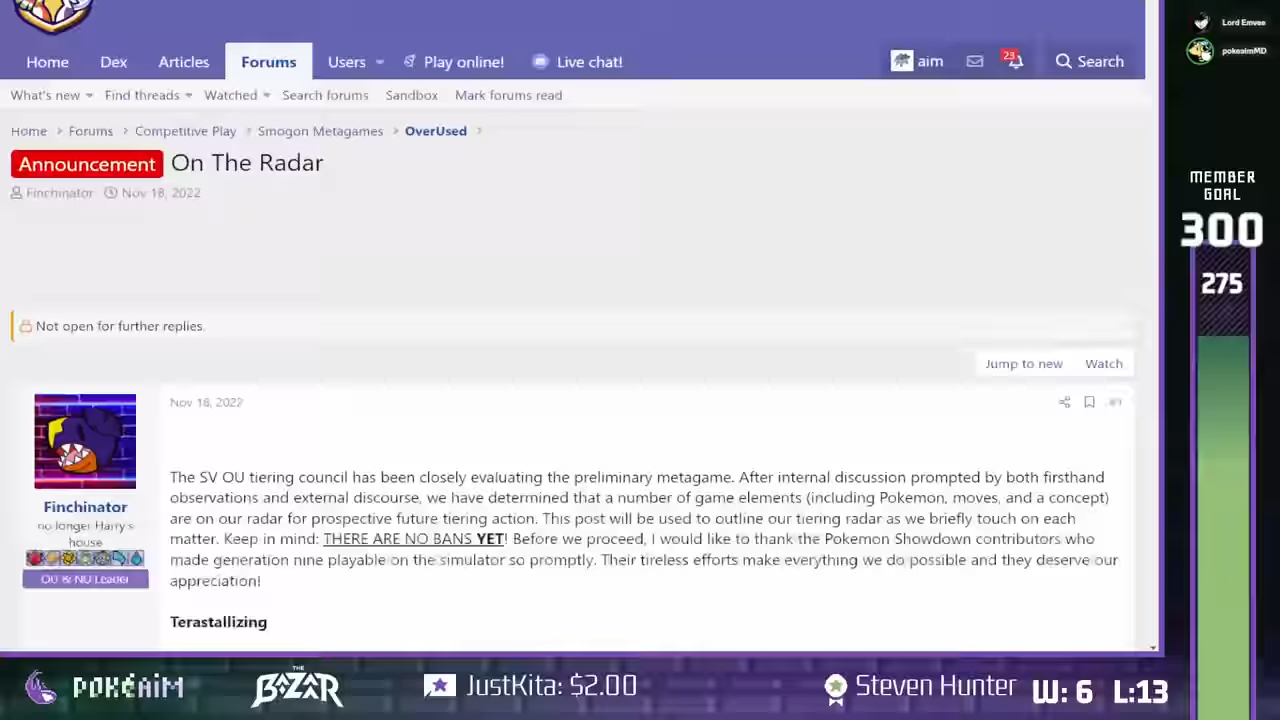 Home Dex Articles Forums Users Play online! Live chat! aim 23 Search
What's new Find threads Watched Search forums Sandbox Mark forums read
Home > Forums > Competitive Play > Smogon Metagames > OverUsed >
Announcement On The Radar
Finchinator Nov 18, 2022
Not open for further replies.
Jump to new Watch
Nov 18, 2022 #1
The SV OU tiering council has been closely evaluating the preliminary metagame. After internal discussion prompted by both firsthand
observations and external discourse, we have determined that a number of game elements (including Pokemon, moves, and a concept)
are on our radar for prospective future tiering action. This post will be used to outline our tiering radar as we briefly touch on each
matter. Keep in mind: THERE ARE NO BANS YET! Before we proceed, I would like to thank the Pokemon Showdown contributors who
made generation nine playable on the simulator so promptly. Their tireless efforts make everything we do possible and they deserve our
appreciation!
Terastallizing
Finchinator
no longer Harry's
house
OU & NU Leader
Lord Emvee
pokeaimMD
MEMBER
GOAL
300
275
POKÉAIM
THE
BAZAR
JustKita: $2.00
Steven Hunter
W: 6 L:13